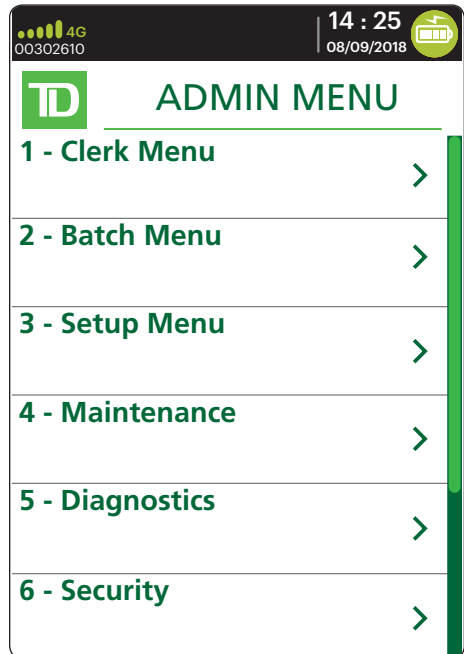 4G
00302610
14 : 25
08/09/2018
TD
ADMIN MENU
1 - Clerk Menu
2 - Batch Menu
3 - Setup Menu
4 - Maintenance
5 - Diagnostics
6 - Security